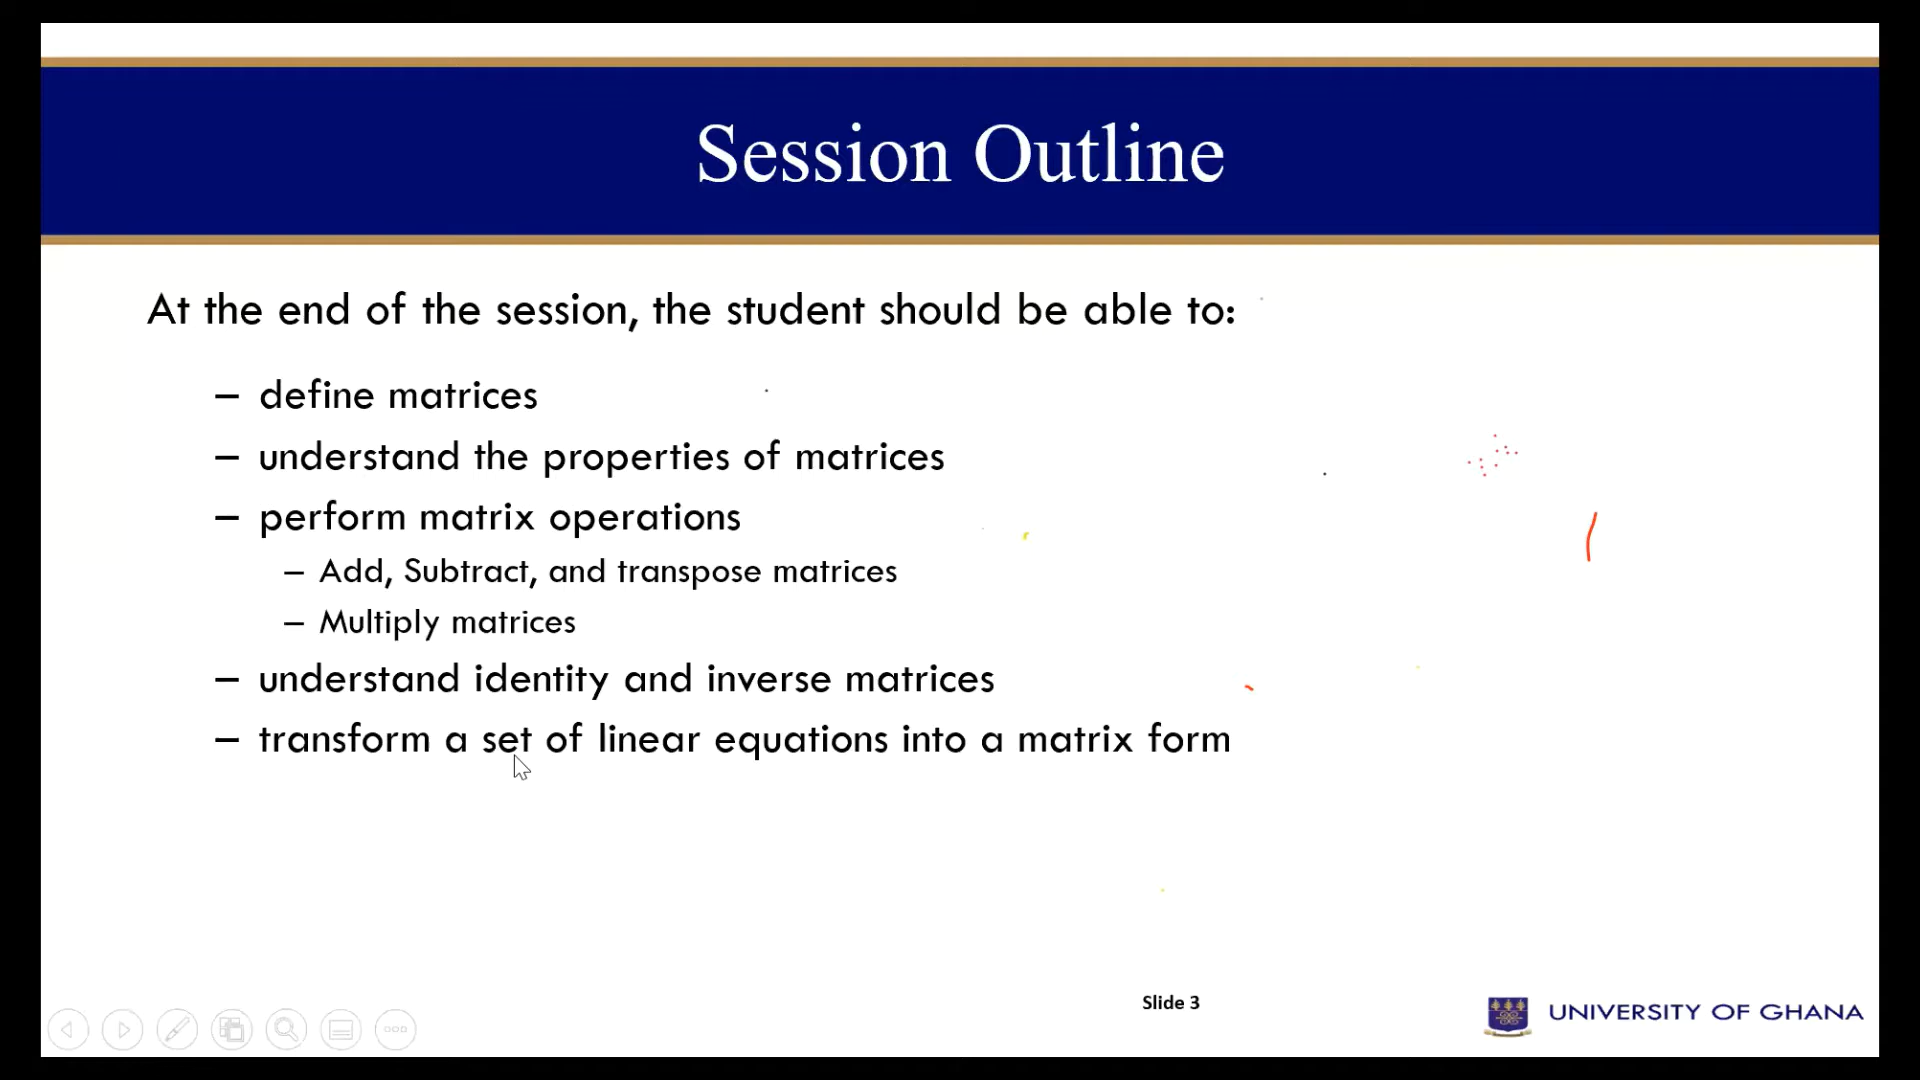 Session Outline
At the end of the session, the student should be able to:
– define matrices
– understand the properties of matrices
– perform matrix operations
– Add, Subtract, and transpose matrices
– Multiply matrices
– understand identity and inverse matrices
– transform a set of linear equations into a matrix form
Slide 3
UNIVERSITY OF GHANA